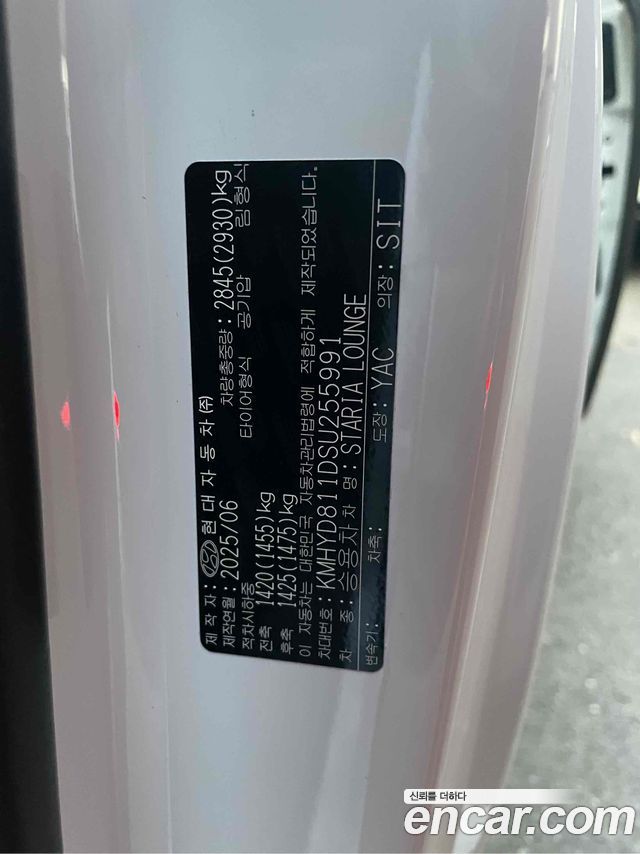 제 작 자: 현대자동차(주)
제작연월: 2025/06 차량총중량: 2845(2930)kg
적차시하중 타이어형식 공기압 림형식
전축 1420(1455)kg
후축 1425(1475)kg
이 자동차는 대한민국 자동차관리법령에 적합하게 제작되었습니다.
차대번호: KMHYD811DSU255991
차 종: 승용차 차 명: STARIA LOUNGE
변속기: 차축: 도장: YAC 의장: SIT
신뢰를 더하다
encar.com